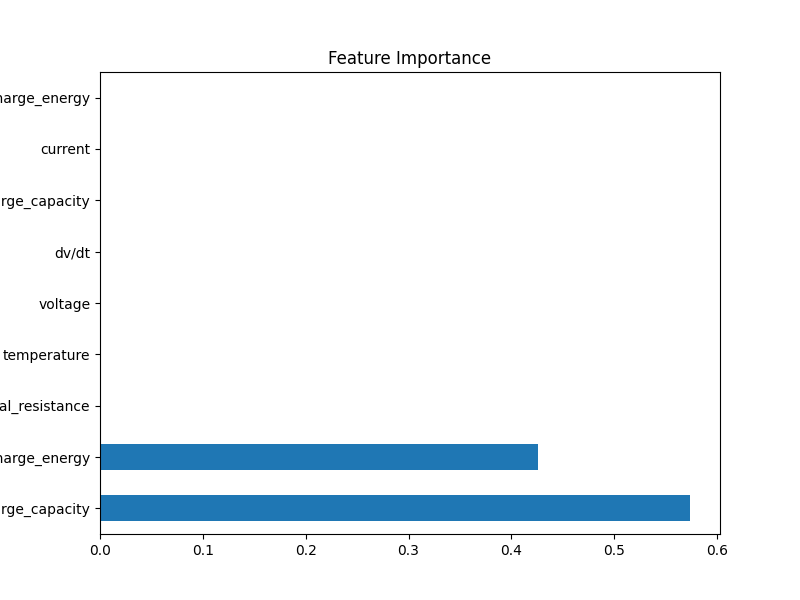 Feature Importance
harge_energy
current
rge_capacity
dv/dt
voltage
temperature
al_resistance
harge_energy
rge_capacity
0.0 0.1 0.2 0.3 0.4 0.5 0.6